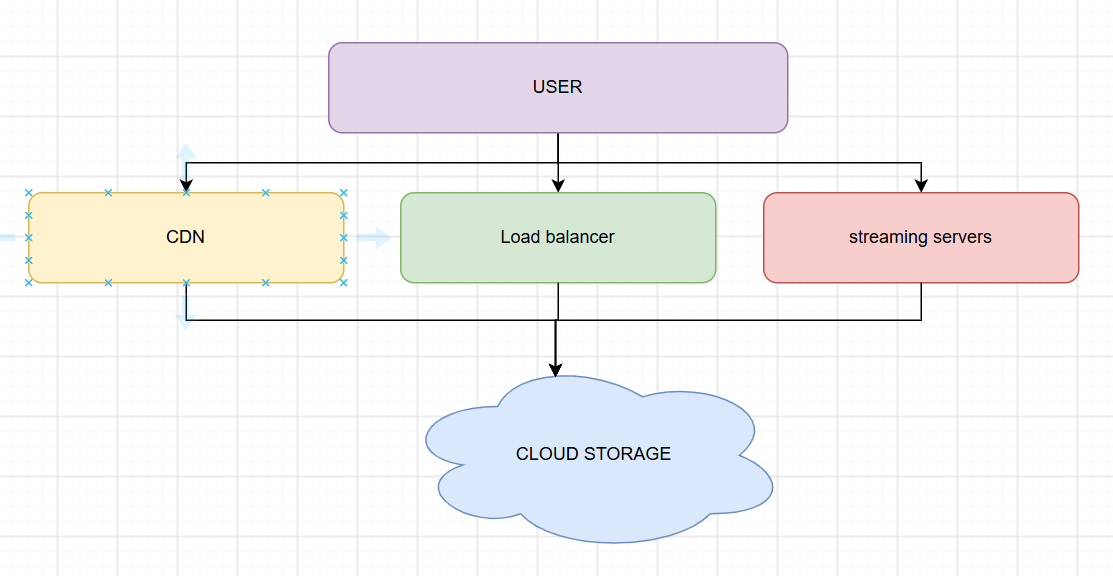 USER
CDN
Load balancer
streaming servers
CLOUD STORAGE